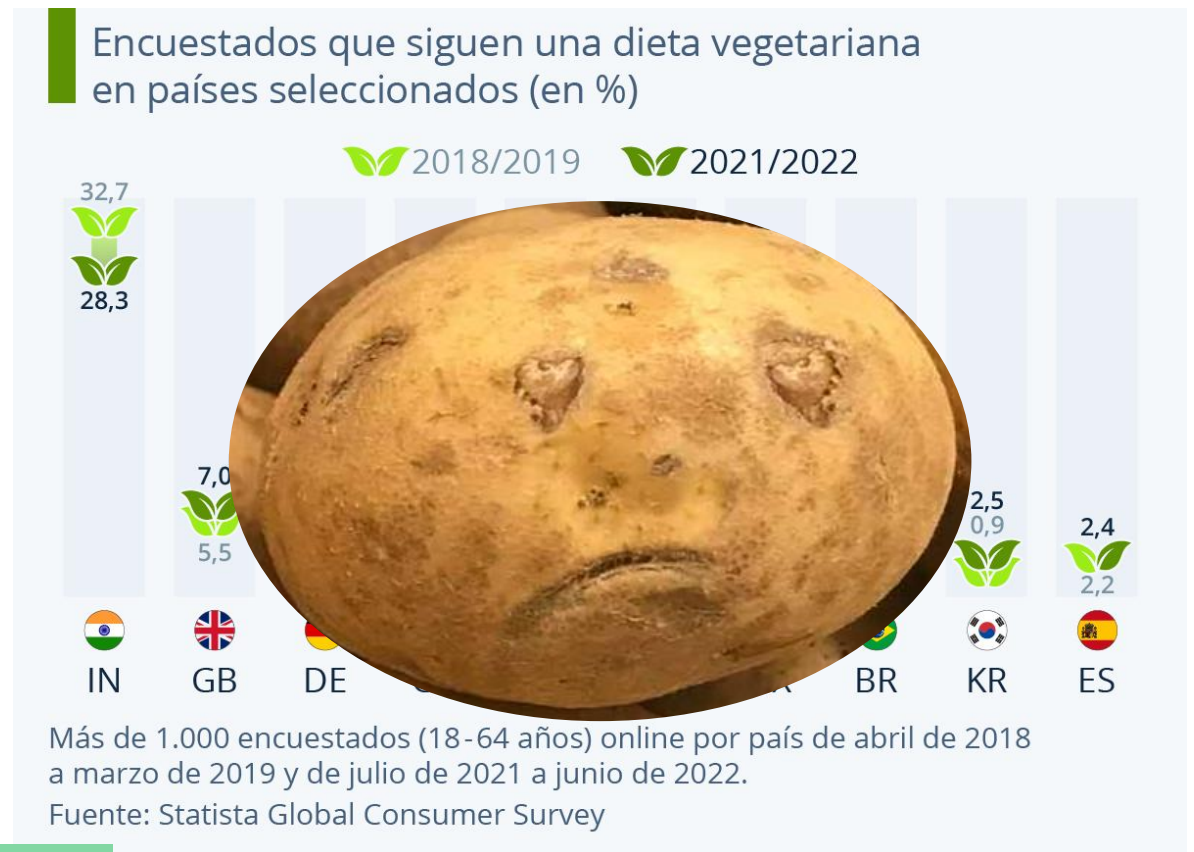 Encuestados que siguen una dieta vegetariana
en países seleccionados (en %)
2018/2019 2021/2022
32,7
28,3
7,0
5,5
2,5
0,9
2,4
2,2
IN GB DE BR KR ES
Más de 1.000 encuestados (18-64 años) online por país de abril de 2018
a marzo de 2019 y de julio de 2021 a junio de 2022.
Fuente: Statista Global Consumer Survey